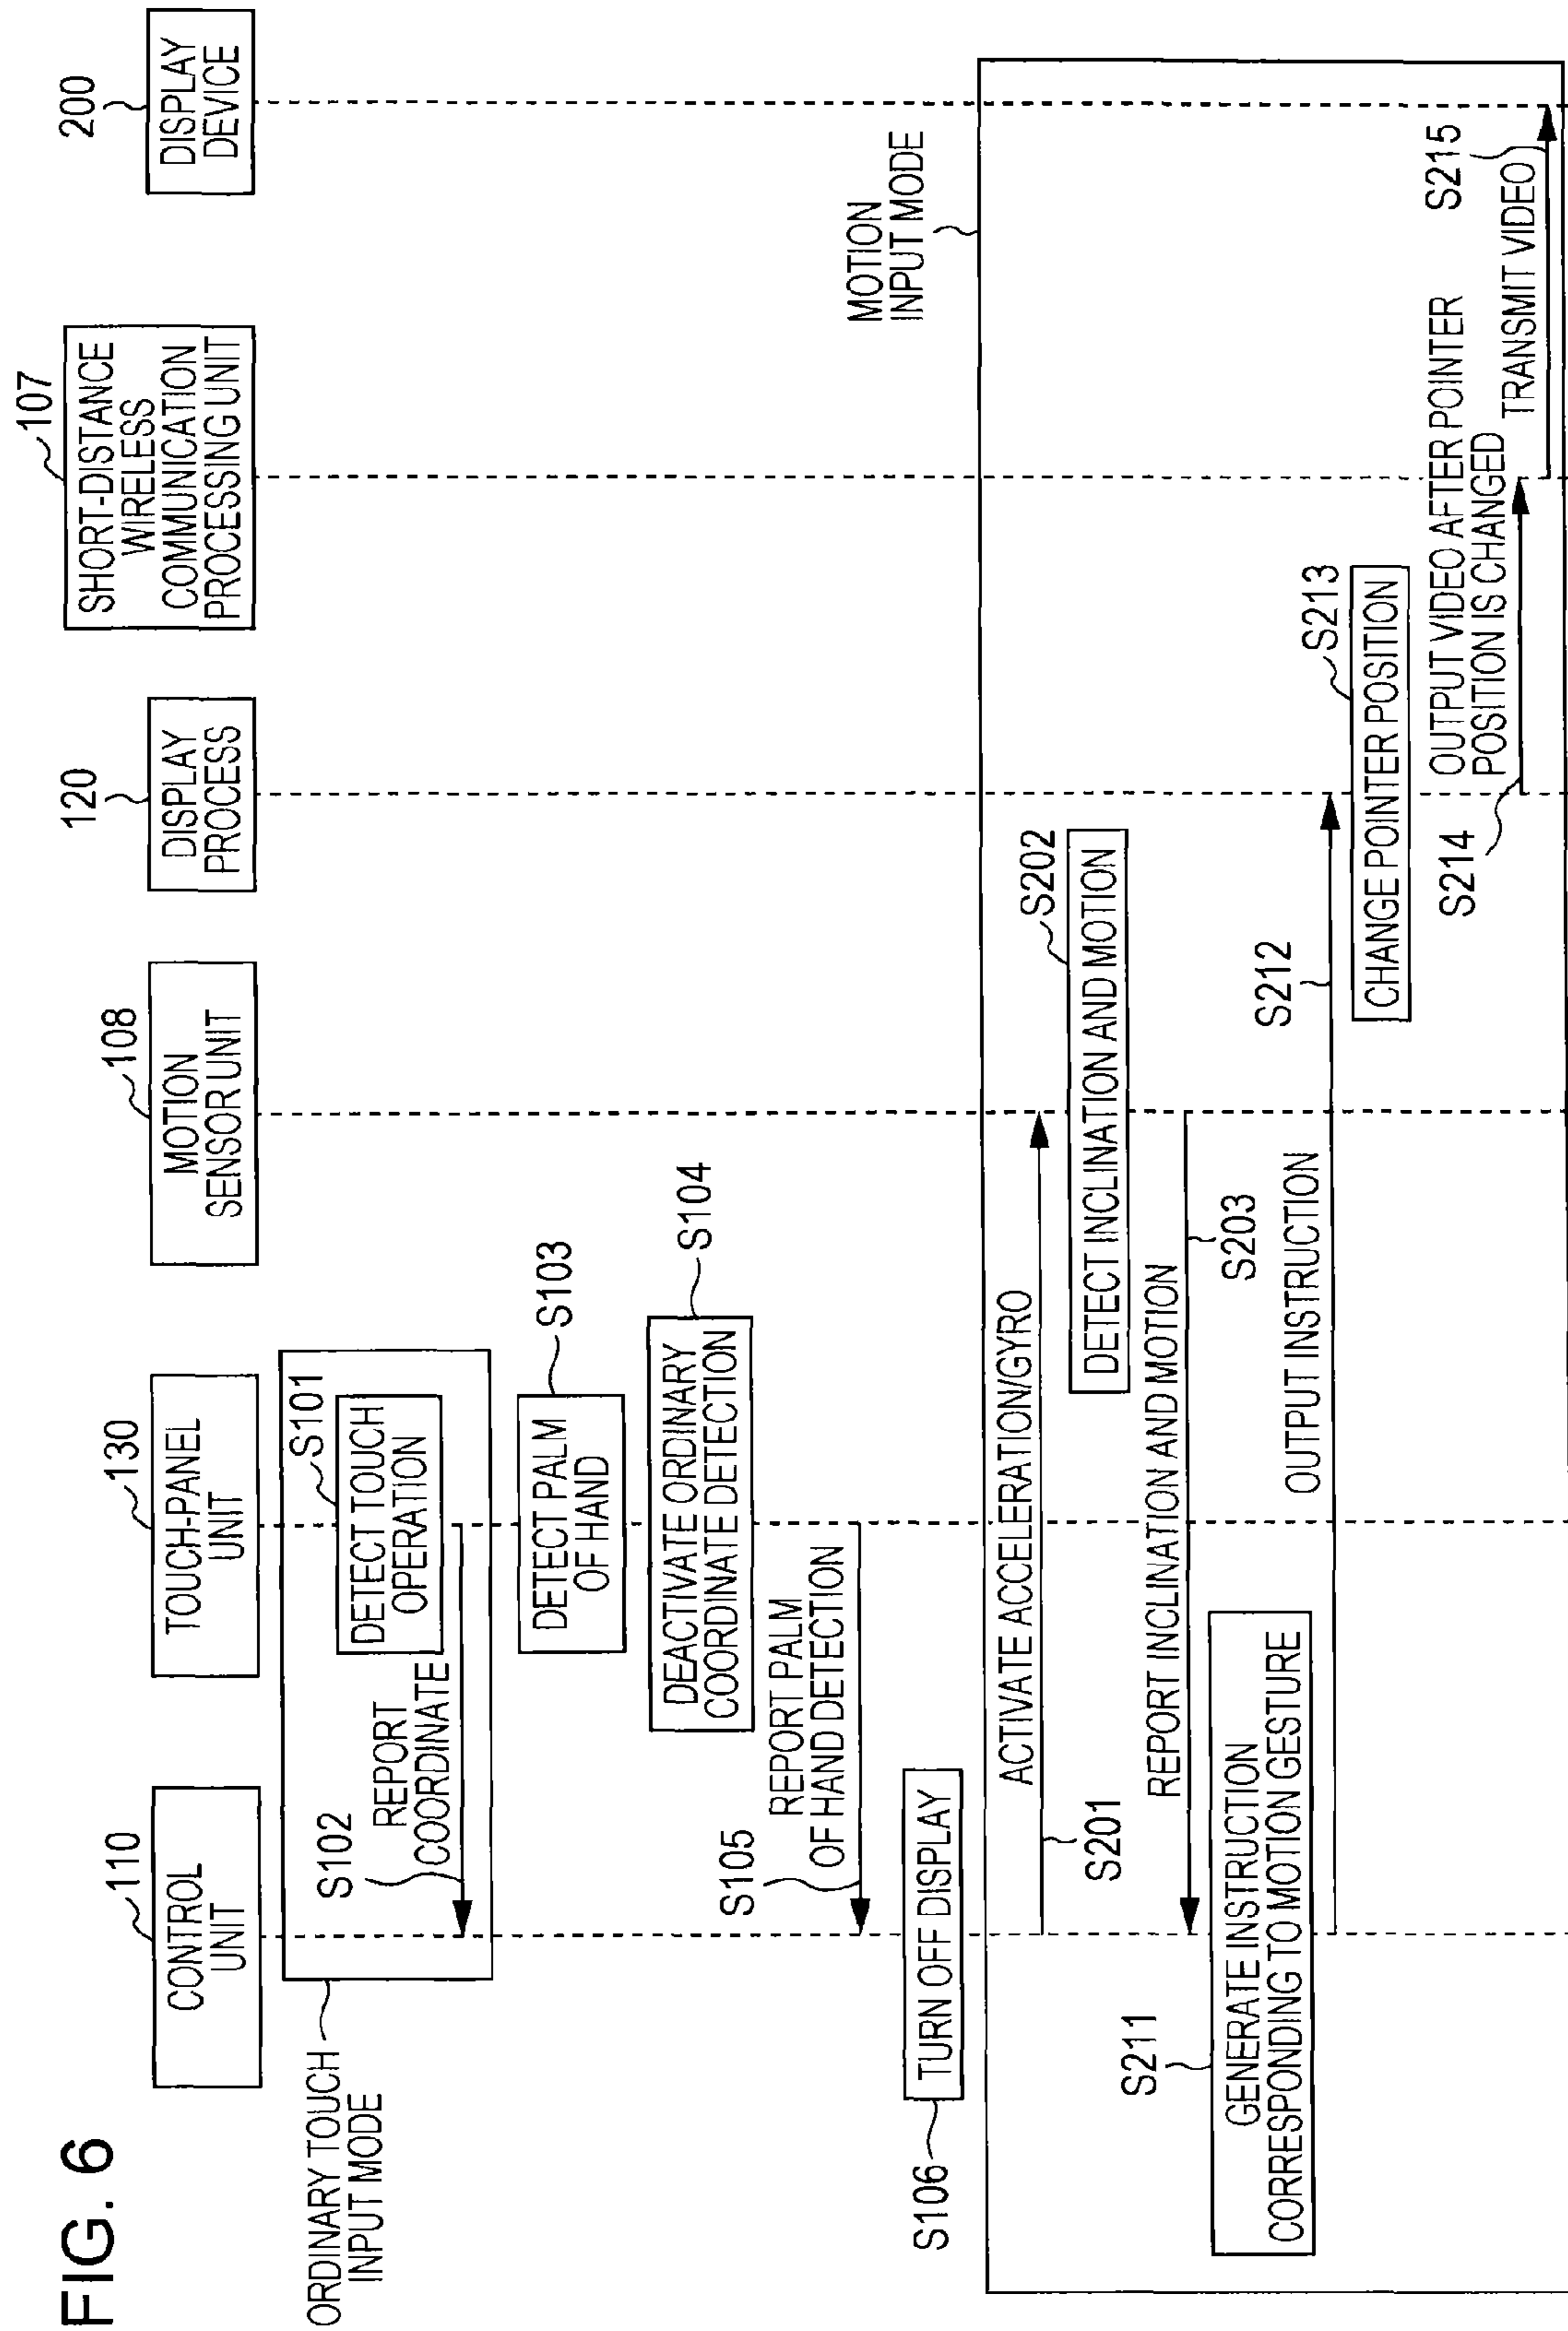 FIG. 6
110
CONTROL
UNIT
130
TOUCH-PANEL
UNIT
108
MOTION
SENSOR UNIT
120
DISPLAY
PROCESS
107
SHORT-DISTANCE
WIRELESS
COMMUNICATION
PROCESSING UNIT
200
DISPLAY
DEVICE
ORDINARY TOUCH
INPUT MODE
S101
DETECT TOUCH
OPERATION
S102
REPORT
COORDINATE
S103
DETECT PALM
OF HAND
S104
DEACTIVATE ORDINARY
COORDINATE DETECTION
S105
REPORT PALM
OF HAND DETECTION
S106
TURN OFF DISPLAY
MOTION
INPUT MODE
ACTIVATE ACCELERATION/GYRO
S201
S202
DETECT INCLINATION AND MOTION
REPORT INCLINATION AND MOTION
S203
S211
GENERATE INSTRUCTION
CORRESPONDING TO MOTION GESTURE
OUTPUT INSTRUCTION
S212
S213
CHANGE POINTER POSITION
S214
OUTPUT VIDEO AFTER POINTER
POSITION IS CHANGED
S215
TRANSMIT VIDEO